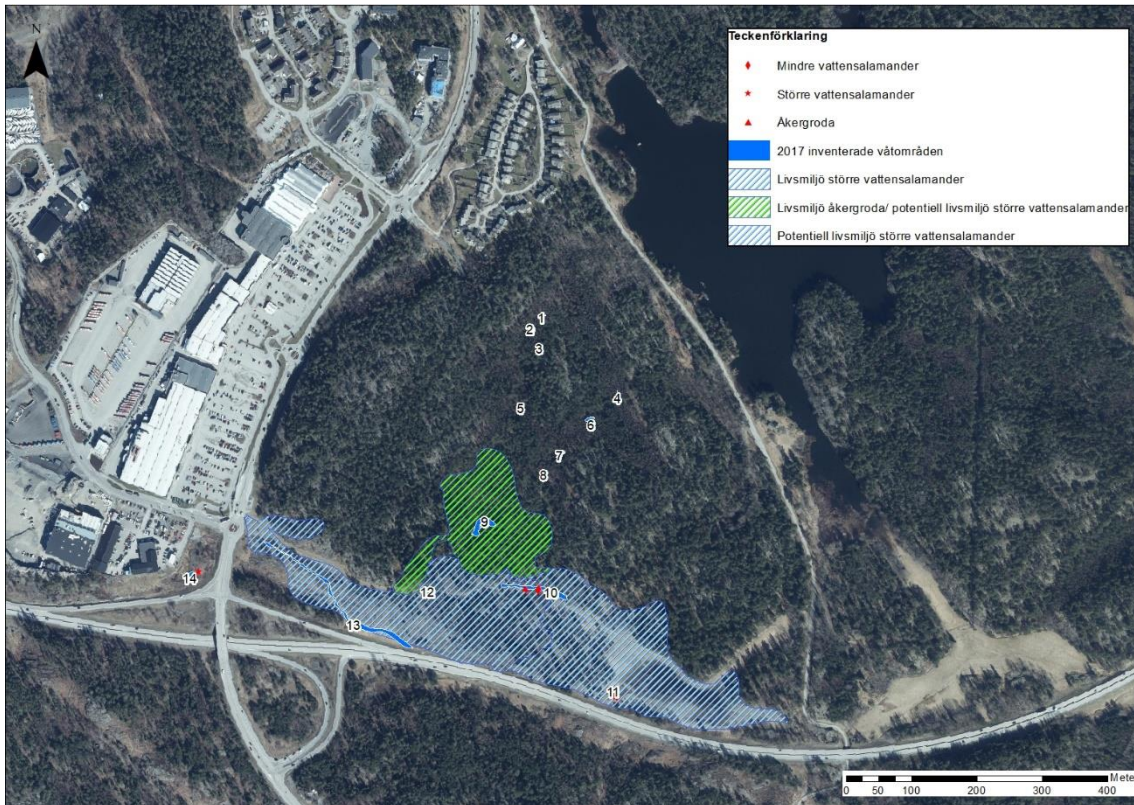 N
Teckenförklaring
Mindre vattensalamander
Större vattensalamander
Åkergroda
2017 inventerade våtområden
Livsmiljö större vattensalamander
Livsmiljö åkergroda/ potentiell livsmiljö större vattensalamander
Potentiell livsmiljö större vattensalamander
1
2
3
4
5
6
7
8
9
14
12
10
13
11
Mete
0 50 100 200 300 400